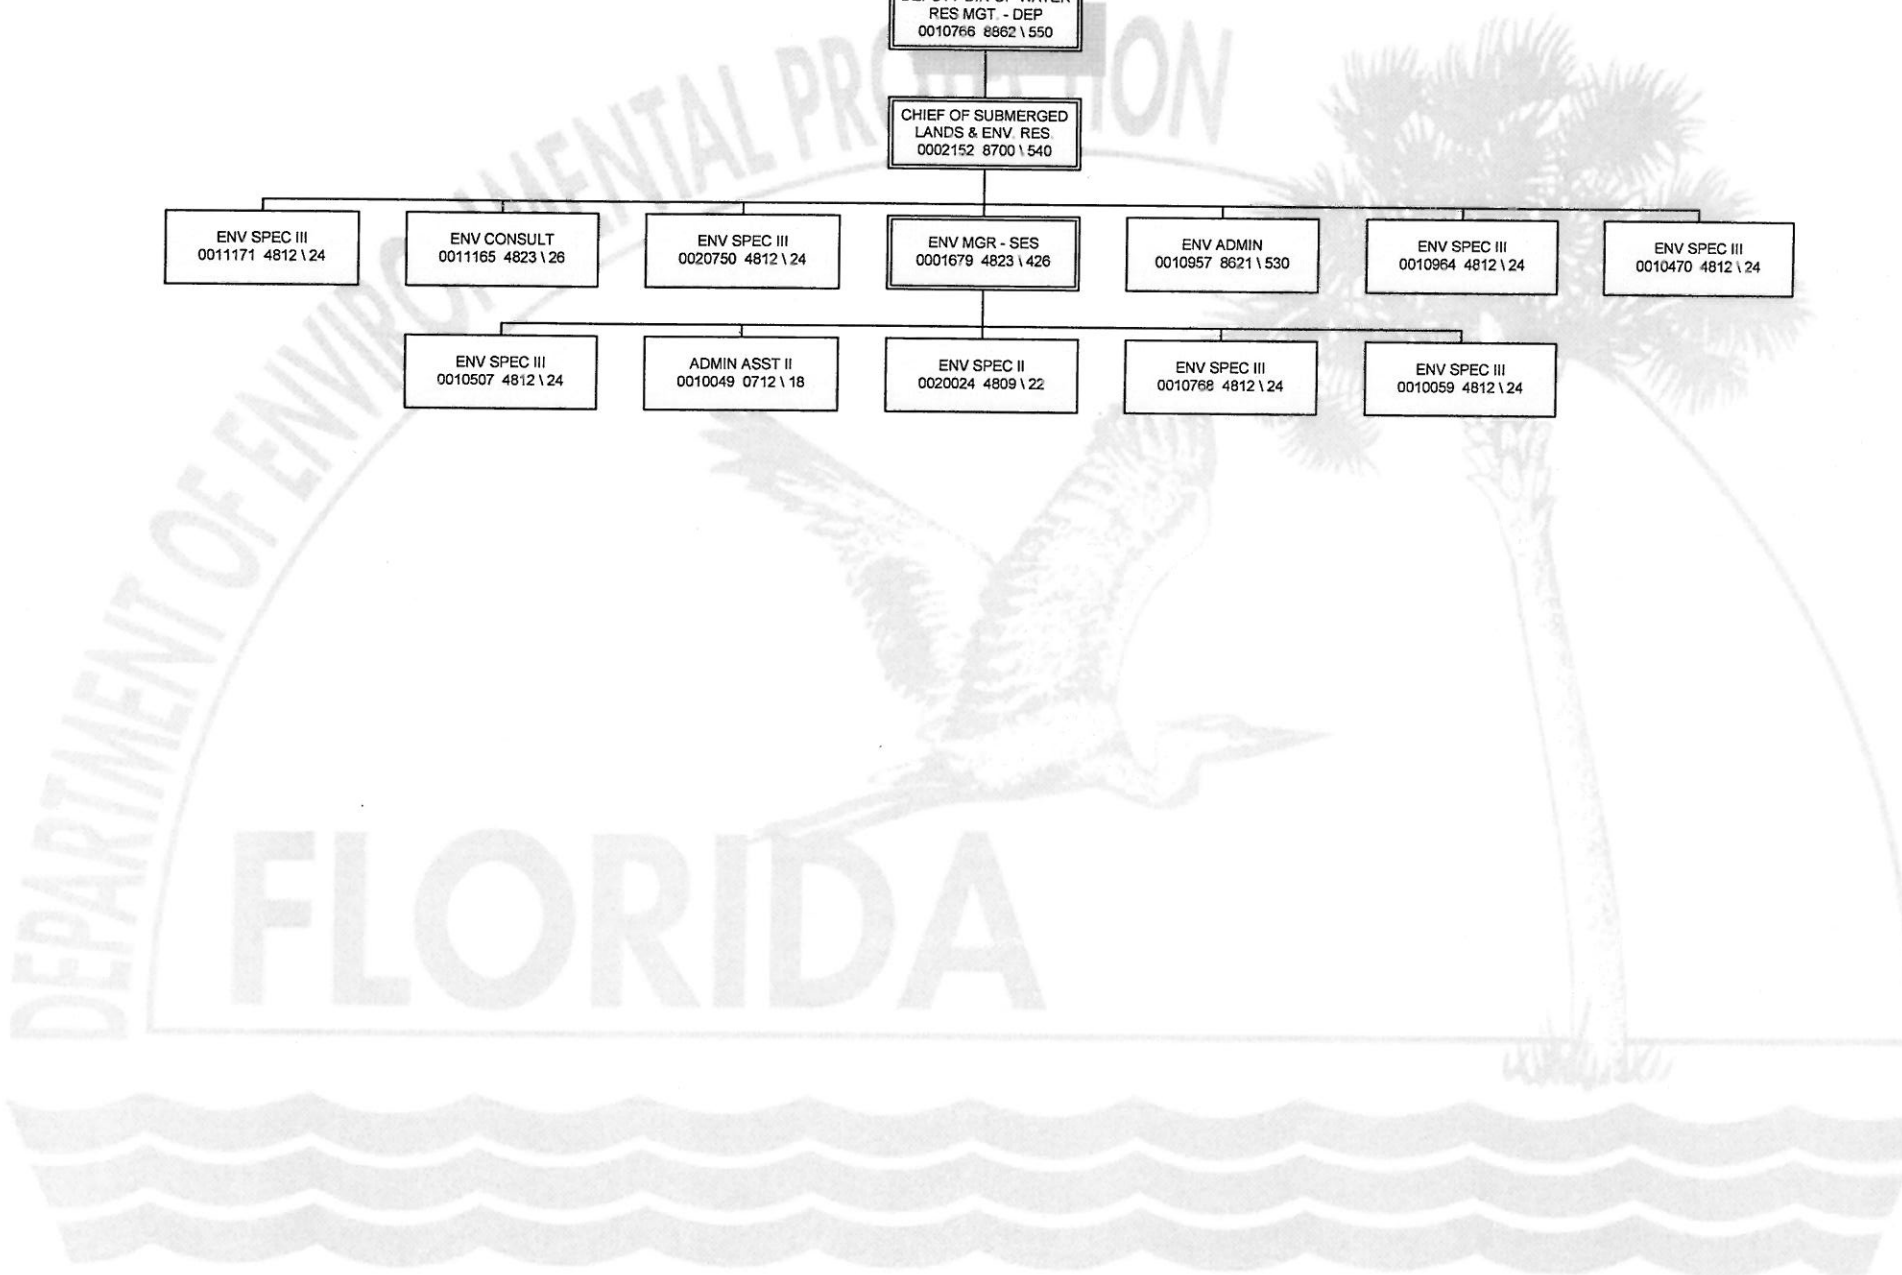 RES MGT. - DEP
0010766 8862 \ 550
CHIEF OF SUBMERGED
LANDS & ENV. RES.
0002152 8700 \ 540
ENV SPEC III
0011171 4812 \ 24
ENV CONSULT
0011165 4823 \ 26
ENV SPEC III
0020750 4812 \ 24
ENV MGR - SES
0001679 4823 \ 426
ENV ADMIN
0010957 8621 \ 530
ENV SPEC III
0010964 4812 \ 24
ENV SPEC III
0010470 4812 \ 24
ENV SPEC III
0010507 4812 \ 24
ADMIN ASST II
0010049 0712 \ 18
ENV SPEC II
0020024 4809 \ 22
ENV SPEC III
0010768 4812 \ 24
ENV SPEC III
0010059 4812 \ 24
DEPARTMENT OF ENVIRONMENTAL PROTECTION
FLORIDA